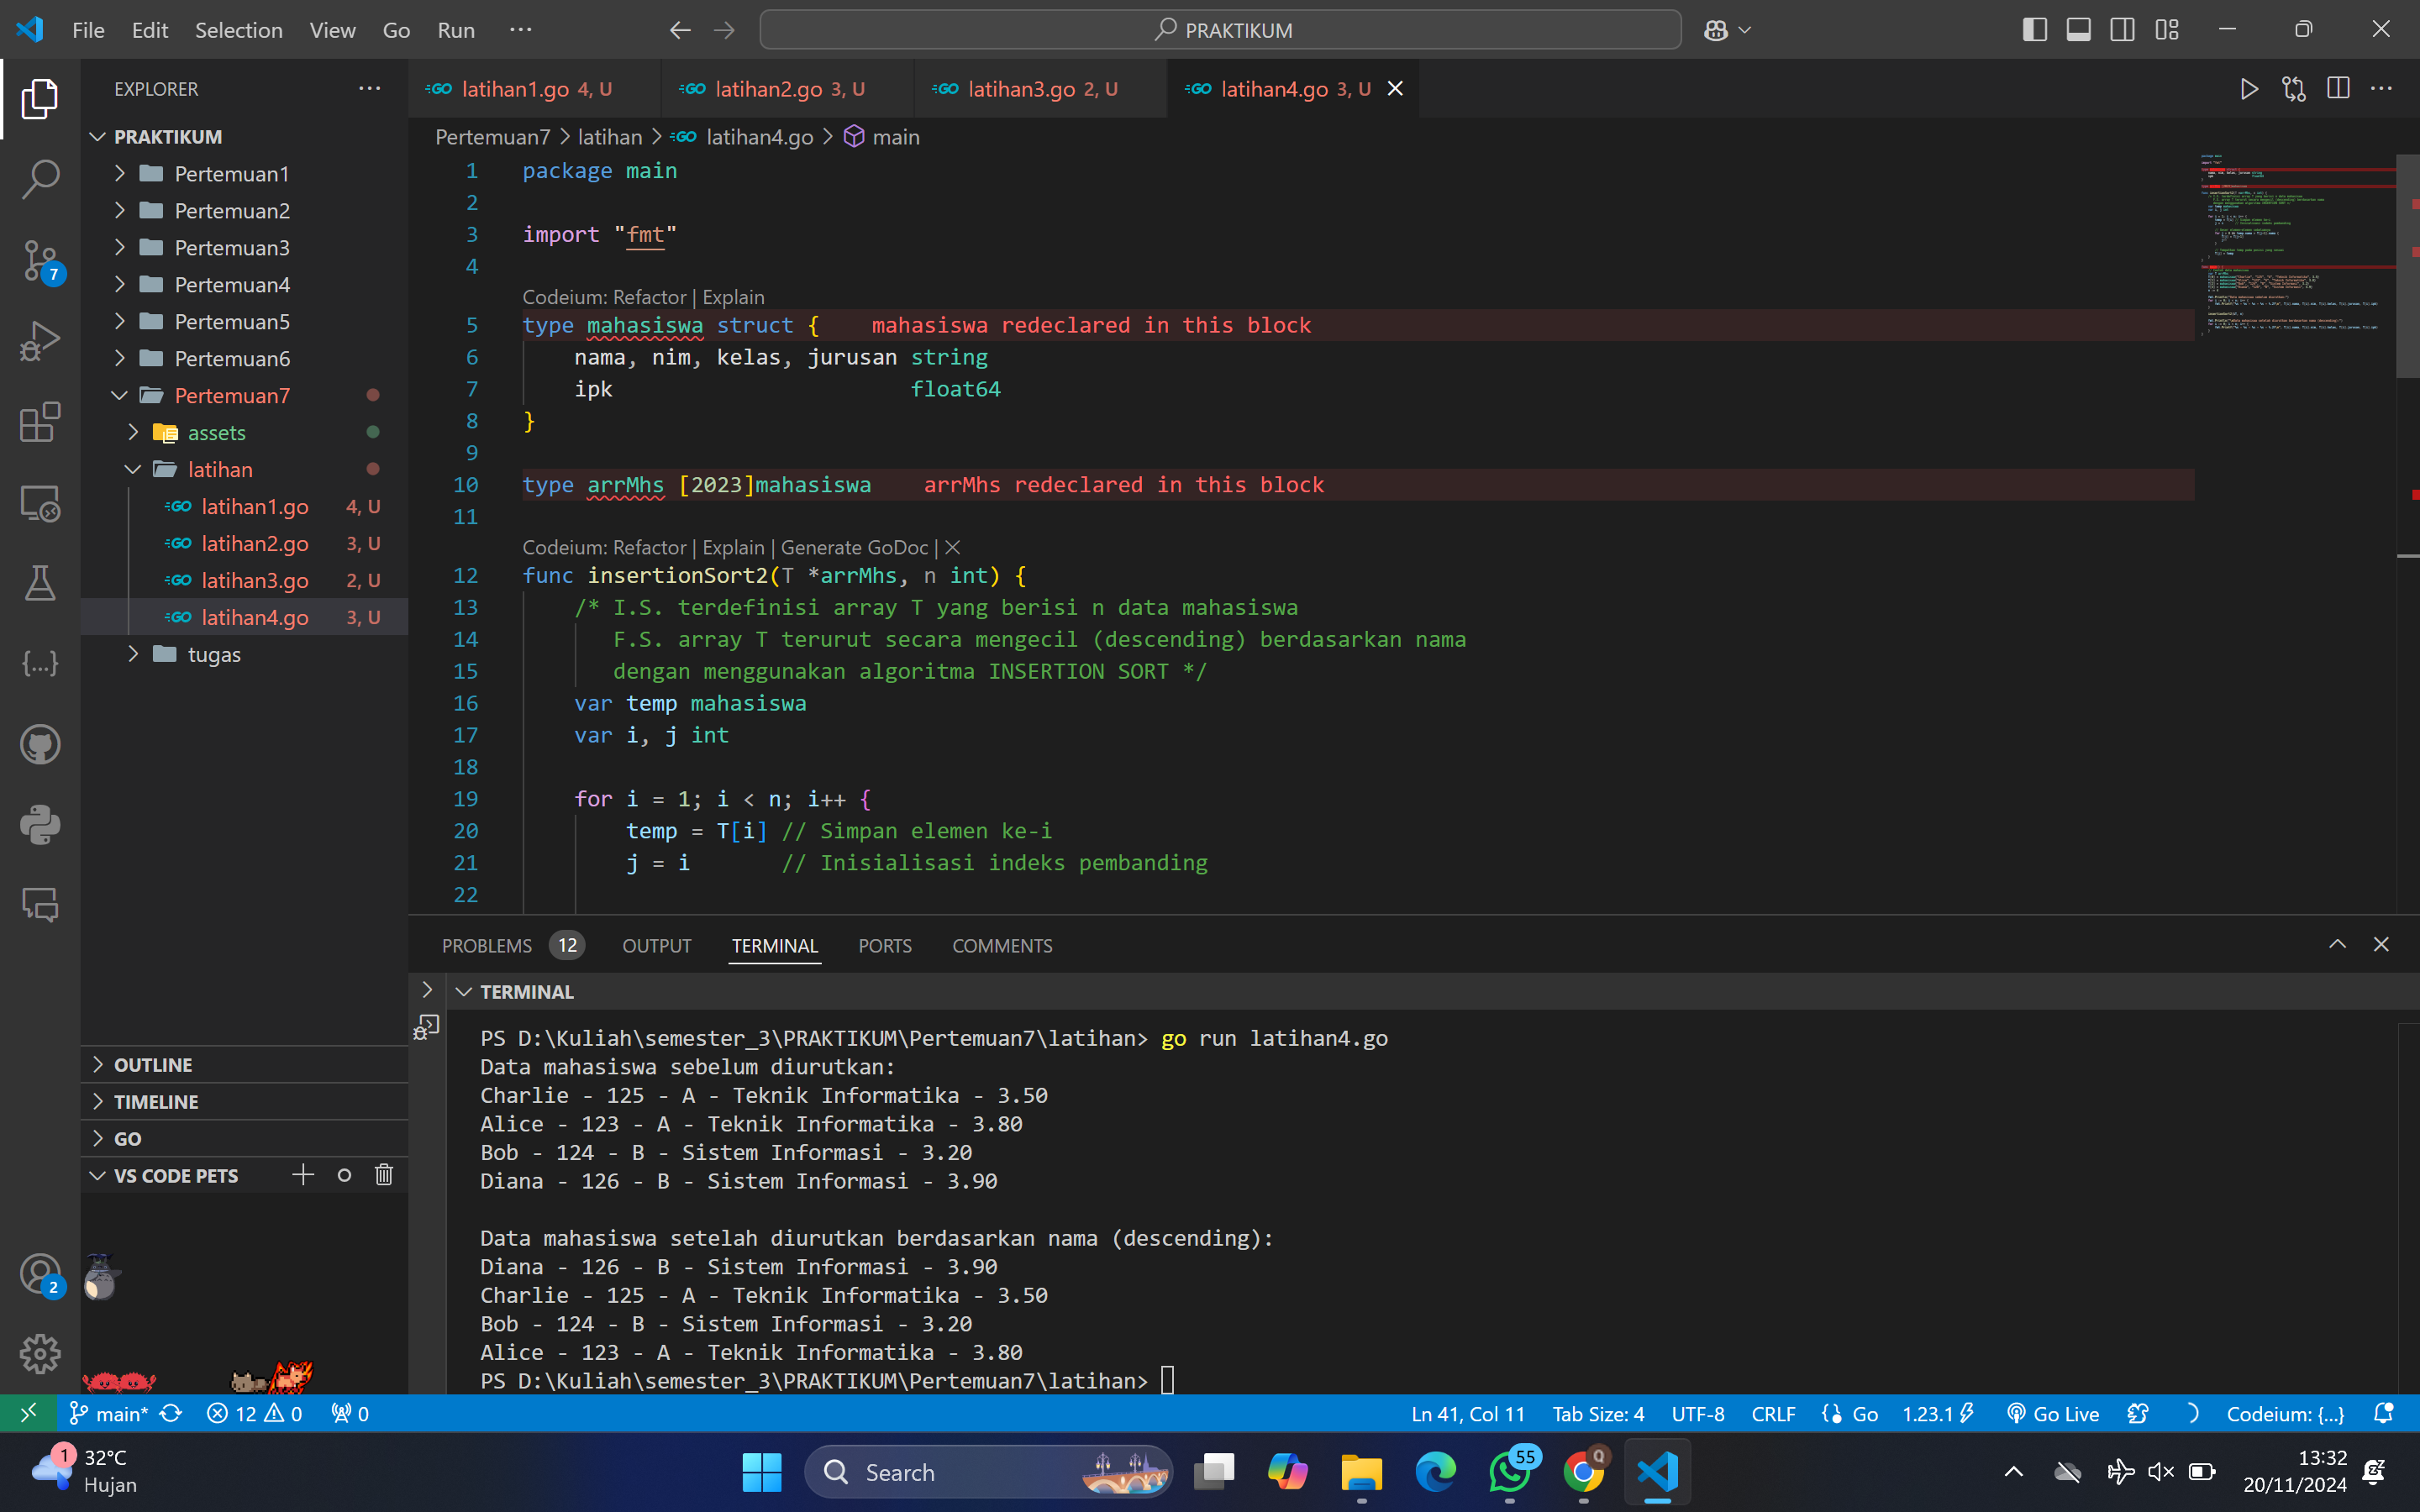 File Edit Selection View Go Run ···
PRAKTIKUM
EXPLORER
PRAKTIKUM
Pertemuan1
Pertemuan2
Pertemuan3
Pertemuan4
Pertemuan5
Pertemuan6
Pertemuan7
assets
latihan
latihan1.go 4, U
latihan2.go 3, U
latihan3.go 2, U
latihan4.go 3, U
tugas
7
OUTLINE
TIMELINE
GO
VS CODE PETS
2
latihan1.go 4, U
latihan2.go 3, U
latihan3.go 2, U
latihan4.go 3, U
Pertemuan7 > latihan > latihan4.go > main
1 package main
2
3 import "fmt"
4
Codeium: Refactor | Explain
5 type mahasiswa struct { mahasiswa redeclared in this block
6 nama, nim, kelas, jurusan string
7 ipk float64
8 }
9
10 type arrMhs [2023]mahasiswa arrMhs redeclared in this block
11
Codeium: Refactor | Explain | Generate GoDoc | ×
12 func insertionSort2(T *arrMhs, n int) {
13 /* I.S. terdefinisi array T yang berisi n data mahasiswa
14 F.S. array T terurut secara mengecil (descending) berdasarkan nama
15 dengan menggunakan algoritma INSERTION SORT */
16 var temp mahasiswa
17 var i, j int
18
19 for i = 1; i < n; i++ {
20 temp = T[i] // Simpan elemen ke-i
21 j = i // Inisialisasi indeks pembanding
22
PROBLEMS 12 OUTPUT TERMINAL PORTS COMMENTS
TERMINAL
PS D:\Kuliah\semester_3\PRAKTIKUM\Pertemuan7\latihan> go run latihan4.go
Data mahasiswa sebelum diurutkan:
Charlie - 125 - A - Teknik Informatika - 3.50
Alice - 123 - A - Teknik Informatika - 3.80
Bob - 124 - B - Sistem Informasi - 3.20
Diana - 126 - B - Sistem Informasi - 3.90

Data mahasiswa setelah diurutkan berdasarkan nama (descending):
Diana - 126 - B - Sistem Informasi - 3.90
Charlie - 125 - A - Teknik Informatika - 3.50
Bob - 124 - B - Sistem Informasi - 3.20
Alice - 123 - A - Teknik Informatika - 3.80
PS D:\Kuliah\semester_3\PRAKTIKUM\Pertemuan7\latihan>
main* 12 0 0 Ln 41, Col 11 Tab Size: 4 UTF-8 CRLF Go 1.23.1 Go Live Codeium: {...}
1
32°C
Hujan
Search
55
Q
13:32
20/11/2024